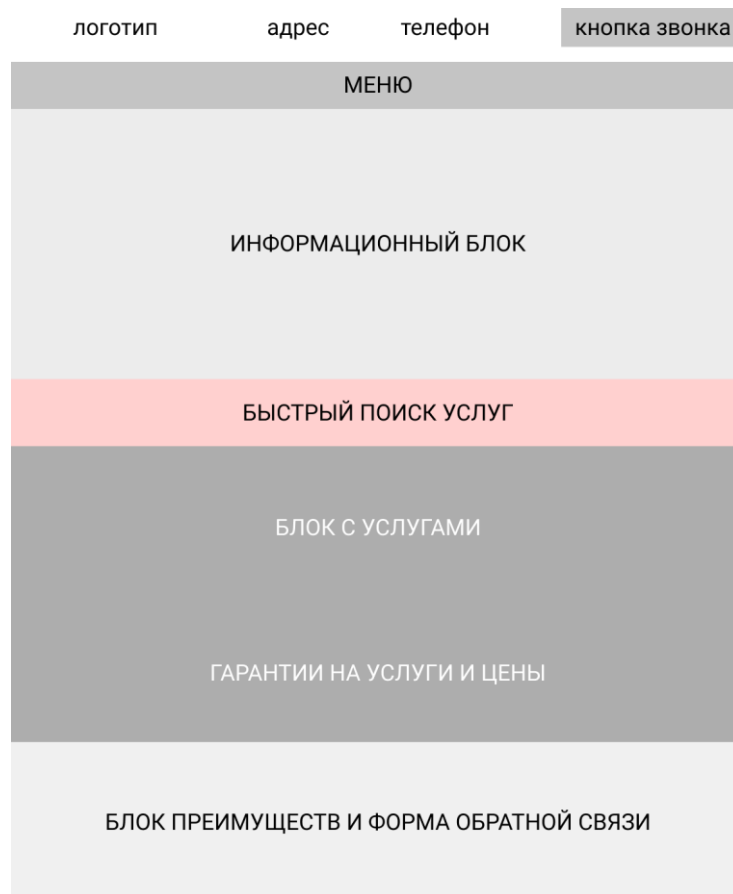 логотип адрес телефон кнопка звонка
МЕНЮ
ИНФОРМАЦИОННЫЙ БЛОК
БЫСТРЫЙ ПОИСК УСЛУГ
БЛОК С УСЛУГАМИ
ГАРАНТИИ НА УСЛУГИ И ЦЕНЫ
БЛОК ПРЕИМУЩЕСТВ И ФОРМА ОБРАТНОЙ СВЯЗИ